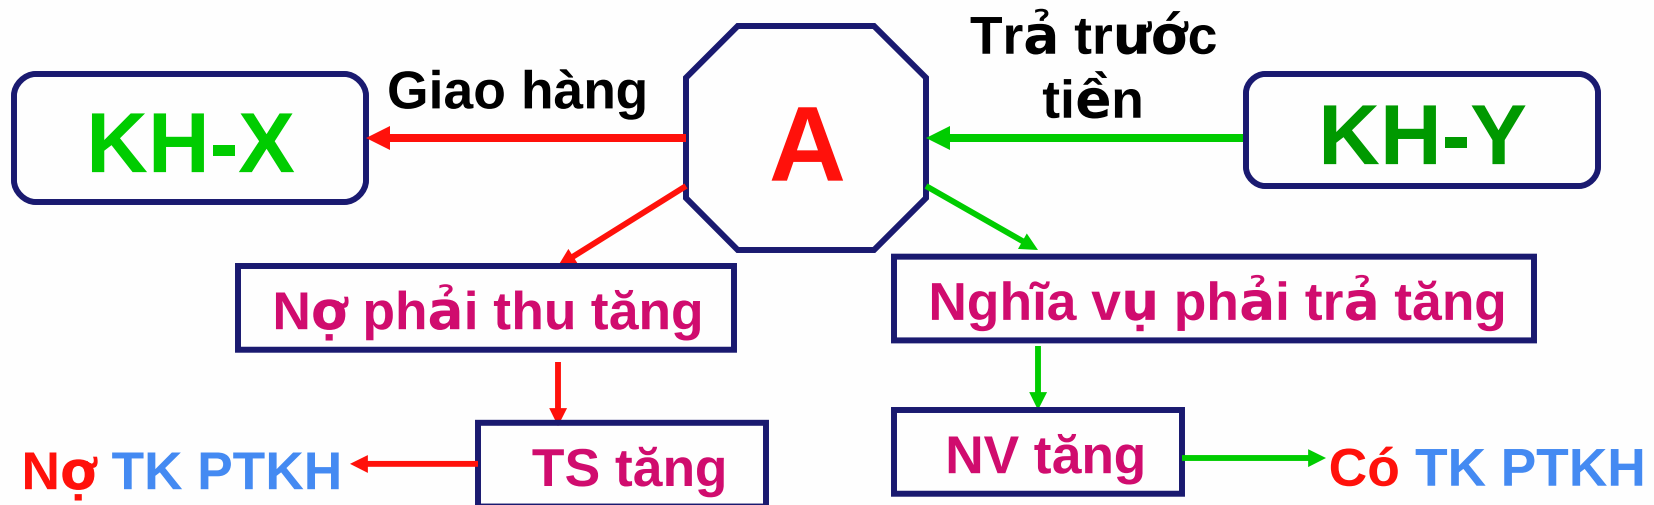 Trả trước
tiền
Giao hàng
KH-X
A
KH-Y
Nợ phải thu tăng
Nghĩa vụ phải trả tăng
TS tăng
NV tăng
Nợ TK PTKH
Có TK PTKH